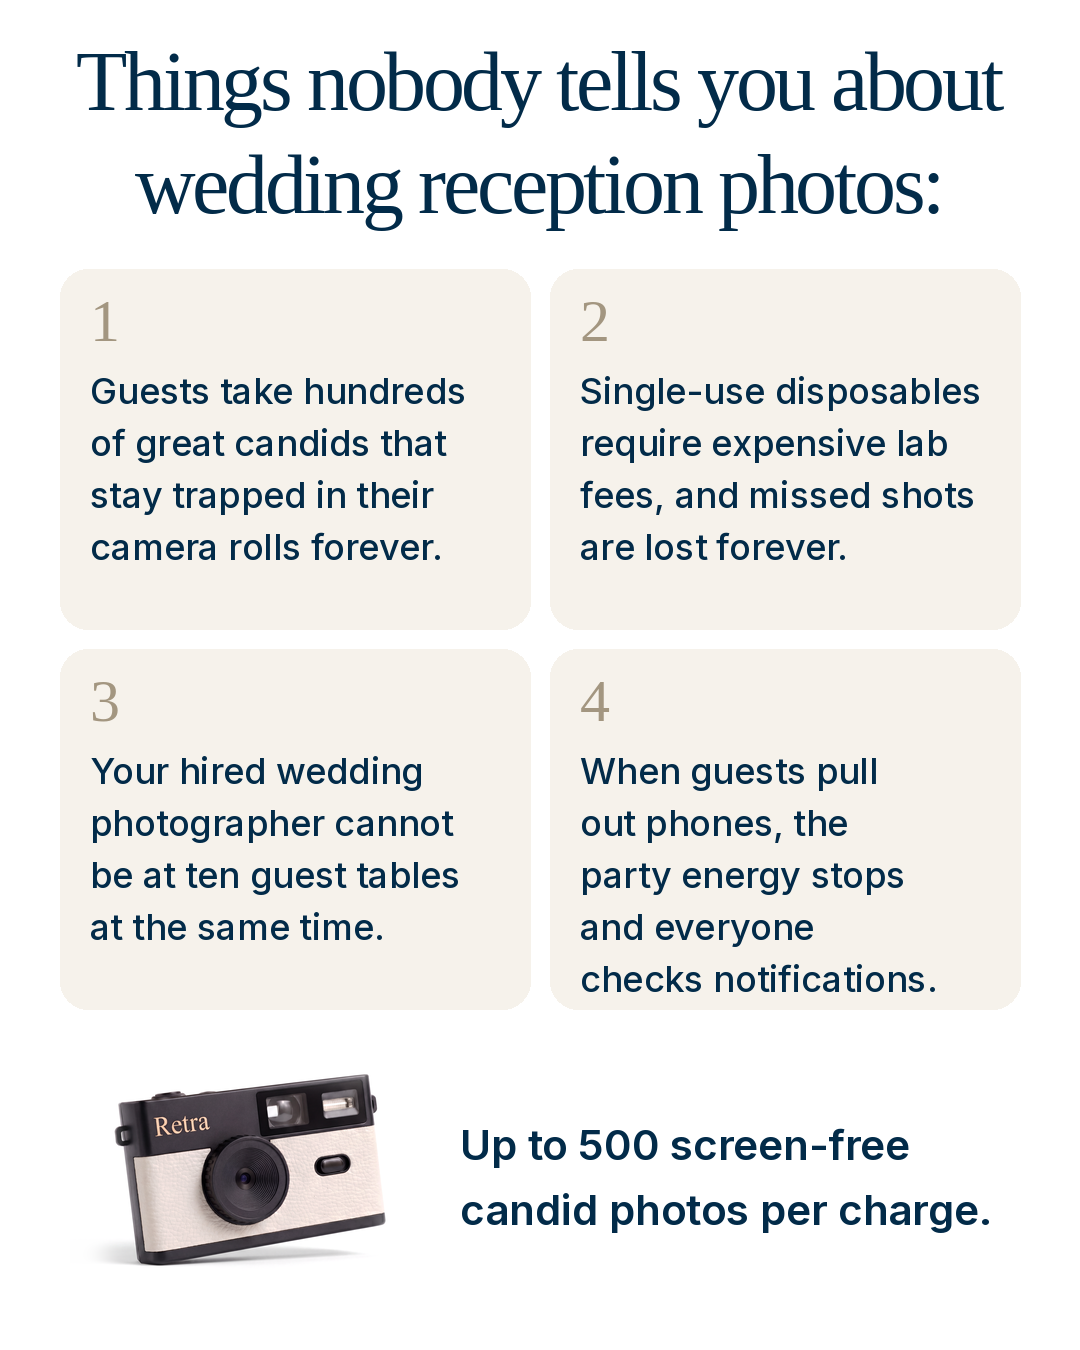 Things nobody tells you about
wedding reception photos:
1
Guests take hundreds
of great candids that
stay trapped in their
camera rolls forever.
2
Single-use disposables
require expensive lab
fees, and missed shots
are lost forever.
3
Your hired wedding
photographer cannot
be at ten guest tables
at the same time.
4
When guests pull
out phones, the
party energy stops
and everyone
checks notifications.
Retra
Up to 500 screen-free
candid photos per charge.